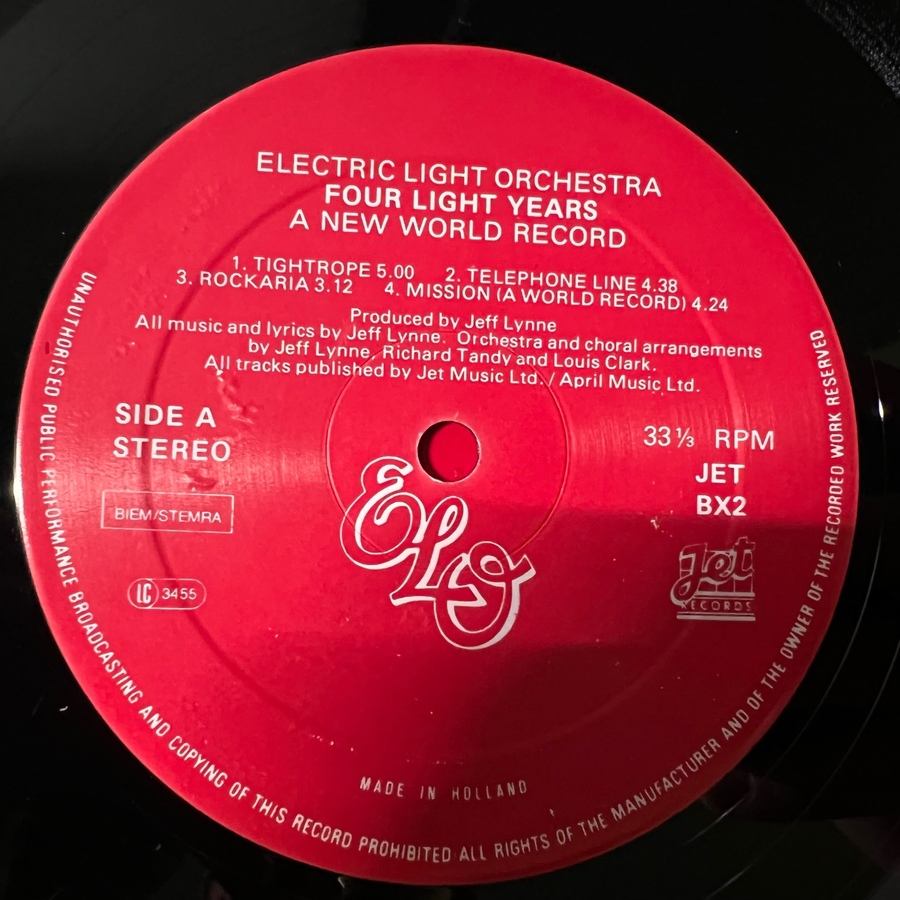 ELECTRIC LIGHT ORCHESTRA
FOUR LIGHT YEARS
A NEW WORLD RECORD
1. TIGHTROPE 5.00 2. TELEPHONE LINE 4.38
3. ROCKARIA 3.12 4. MISSION (A WORLD RECORD) 4.24
Produced by Jeff Lynne
All music and lyrics by Jeff Lynne. Orchestra and choral arrangements
by Jeff Lynne, Richard Tandy and Louis Clark.
All tracks published by Jet Music Ltd. / April Music Ltd.
SIDE A
STEREO
33⅓ RPM
JET
BX2
BIEM/STEMRA
LC 3455
ELO
Jet
RECORDS
MADE IN HOLLAND
UNAUTHORISED PUBLIC PERFORMANCE BROADCASTING AND COPYING OF THIS RECORD PROHIBITED ALL RIGHTS OF THE MANUFACTURER AND OF THE OWNER OF THE RECORDED WORK RESERVED